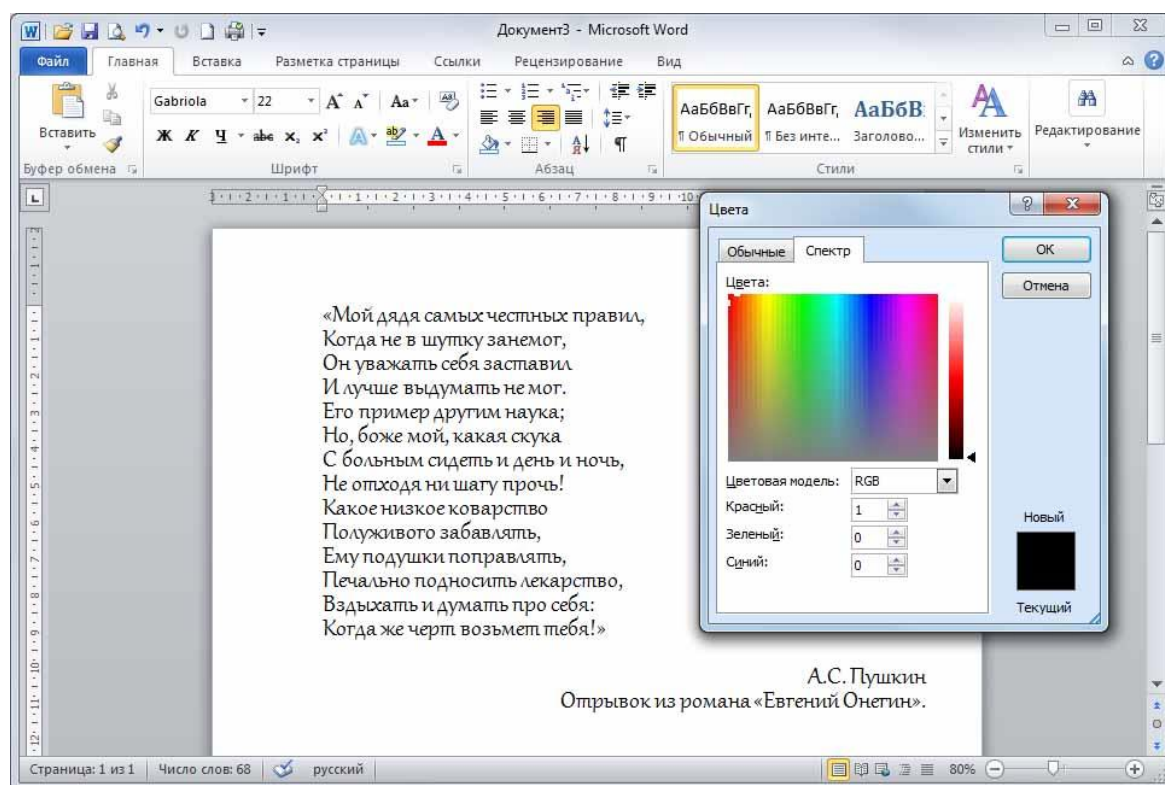 Документ3 - Microsoft Word
Файл Главная Вставка Разметка страницы Ссылки Рецензирование Вид
Вставить
Gabriola 22
Ж К Ч abe x₂ x²
АаБбВвГг, АаБбВвГг, АаБбВ
¶ Обычный ¶ Без инте... Заголово...
Изменить стили
Редактирование
Буфер обмена Шрифт Абзац Стили
«Мой дядя самых честных правил,
Когда не в шутку занемог,
Он уважать себя заставил
И лучше выдумать не мог.
Его пример другим наука;
Но, боже мой, какая скука
С больным сидеть и день и ночь,
Не отходя ни шагу прочь!
Какое низкое коварство
Полуживого забавлять,
Ему подушки поправлять,
Печально подносить лекарство,
Вздыхать и думать про себя:
Когда же черт возьмет тебя!»
А.С. Пушкин
Отрывок из романа «Евгений Онегин».
Цвета
Обычные Спектр
ОК
Отмена
Цвета:
Цветовая модель: RGB
Красный: 1
Зеленый: 0
Синий: 0
Новый
Текущий
Страница: 1 из 1 Число слов: 68 русский 80%